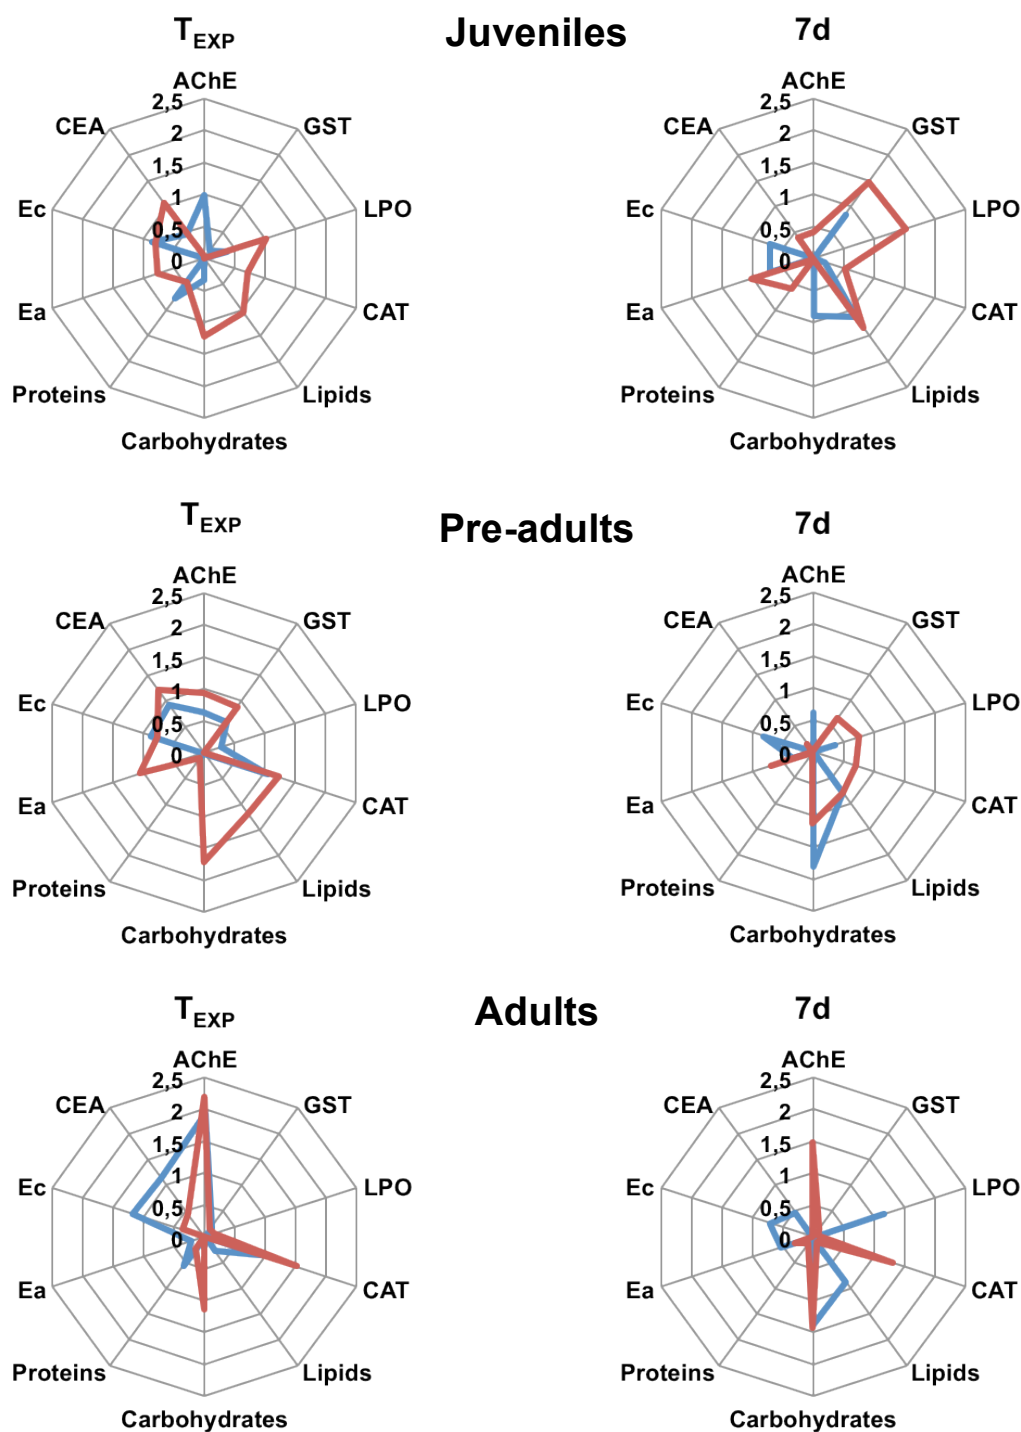 Juveniles
T_EXP
AChE
GST
LPO
CAT
Lipids
Carbohydrates
Proteins
Ea
Ec
CEA
2,5
2
1,5
1
0,5
0
7d
AChE
GST
LPO
CAT
Lipids
Carbohydrates
Proteins
Ea
Ec
CEA
2,5
2
1,5
1
0,5
0
Pre-adults
T_EXP
AChE
GST
LPO
CAT
Lipids
Carbohydrates
Proteins
Ea
Ec
CEA
2,5
2
1,5
1
0,5
0
7d
AChE
GST
LPO
CAT
Lipids
Carbohydrates
Proteins
Ea
Ec
CEA
2,5
2
1,5
1
0,5
0
Adults
T_EXP
AChE
GST
LPO
CAT
Lipids
Carbohydrates
Proteins
Ea
Ec
CEA
2,5
2
1,5
1
0,5
0
7d
AChE
GST
LPO
CAT
Lipids
Carbohydrates
Proteins
Ea
Ec
CEA
2,5
2
1,5
1
0,5
0